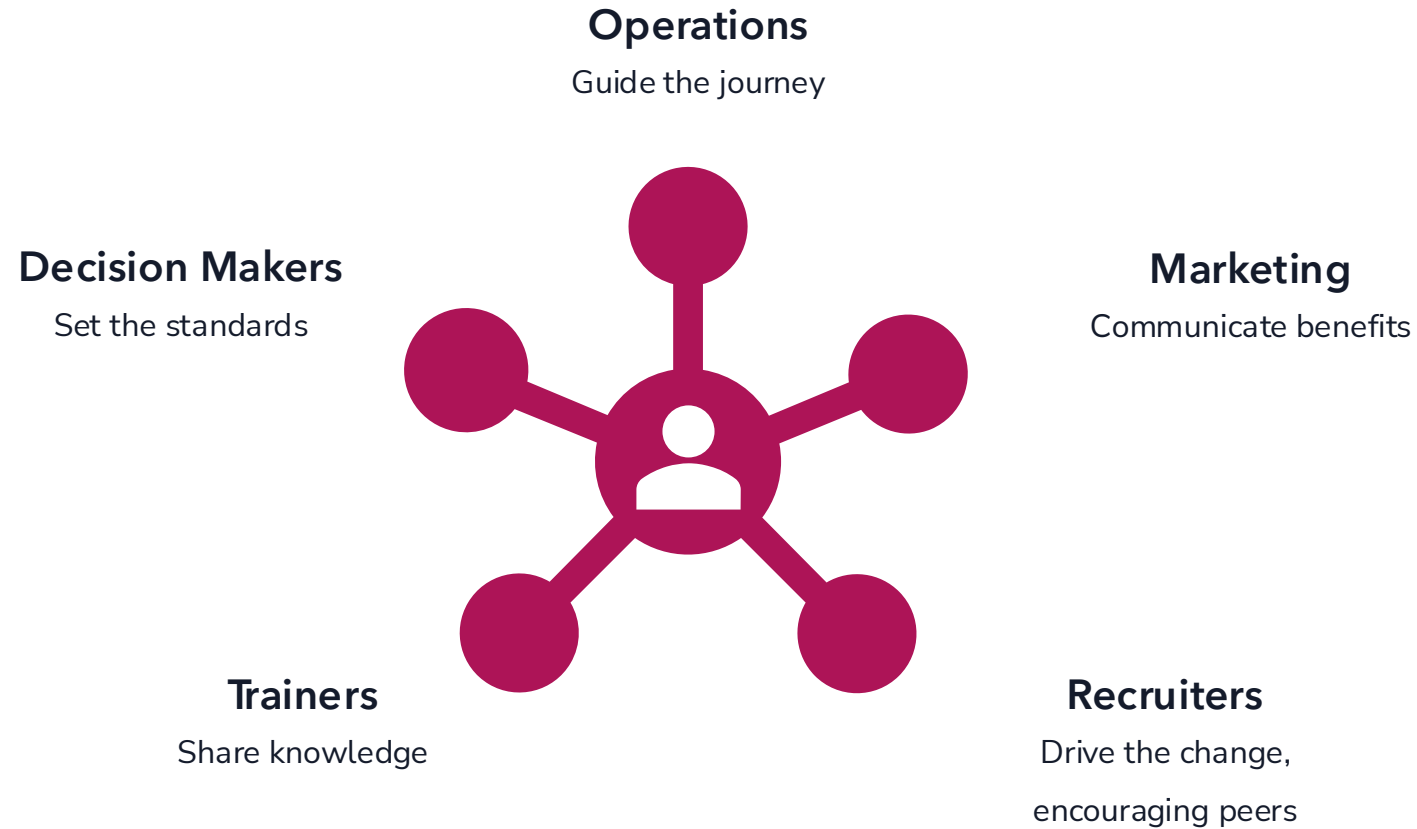 Operations
Guide the journey
Decision Makers
Set the standards
Marketing
Communicate benefits
Trainers
Share knowledge
Recruiters
Drive the change,
encouraging peers